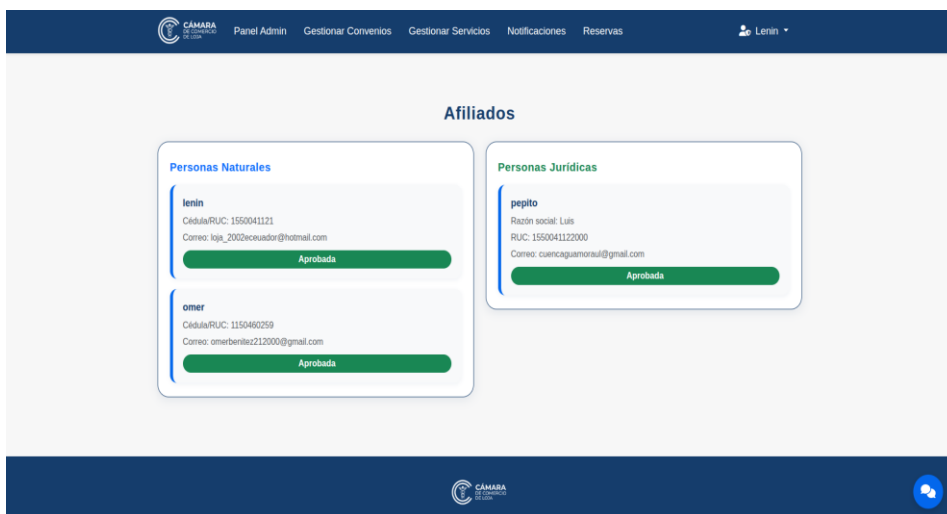 CÁMARA
DE COMERCIO
DE LOJA
Panel Admin
Gestionar Convenios
Gestionar Servicios
Notificaciones
Reservas
Lenin
Afiliados
Personas Naturales
lenin
Cédula/RUC: 1550041121
Correo: loja_2002eceuador@hotmail.com
Aprobada
omer
Cédula/RUC: 1150460259
Correo: omerbenitez212000@gmail.com
Aprobada
Personas Jurídicas
pepito
Razón social: Luis
RUC: 1550041122000
Correo: cuencaguamoraul@gmail.com
Aprobada
CÁMARA
DE COMERCIO
DE LOJA